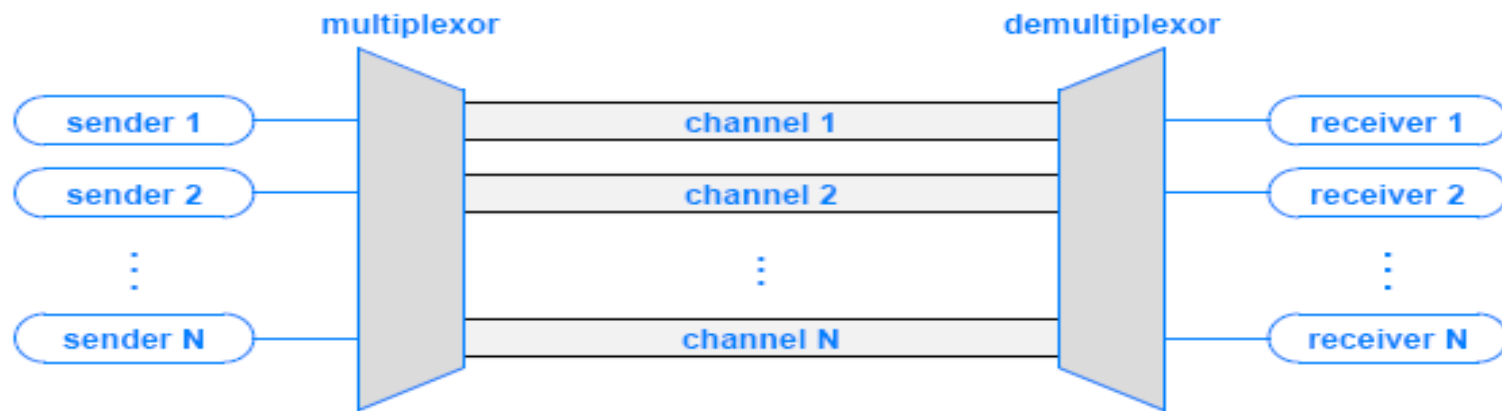 multiplexor demultiplexor
sender 1 channel 1 receiver 1
sender 2 channel 2 receiver 2
sender N channel N receiver N